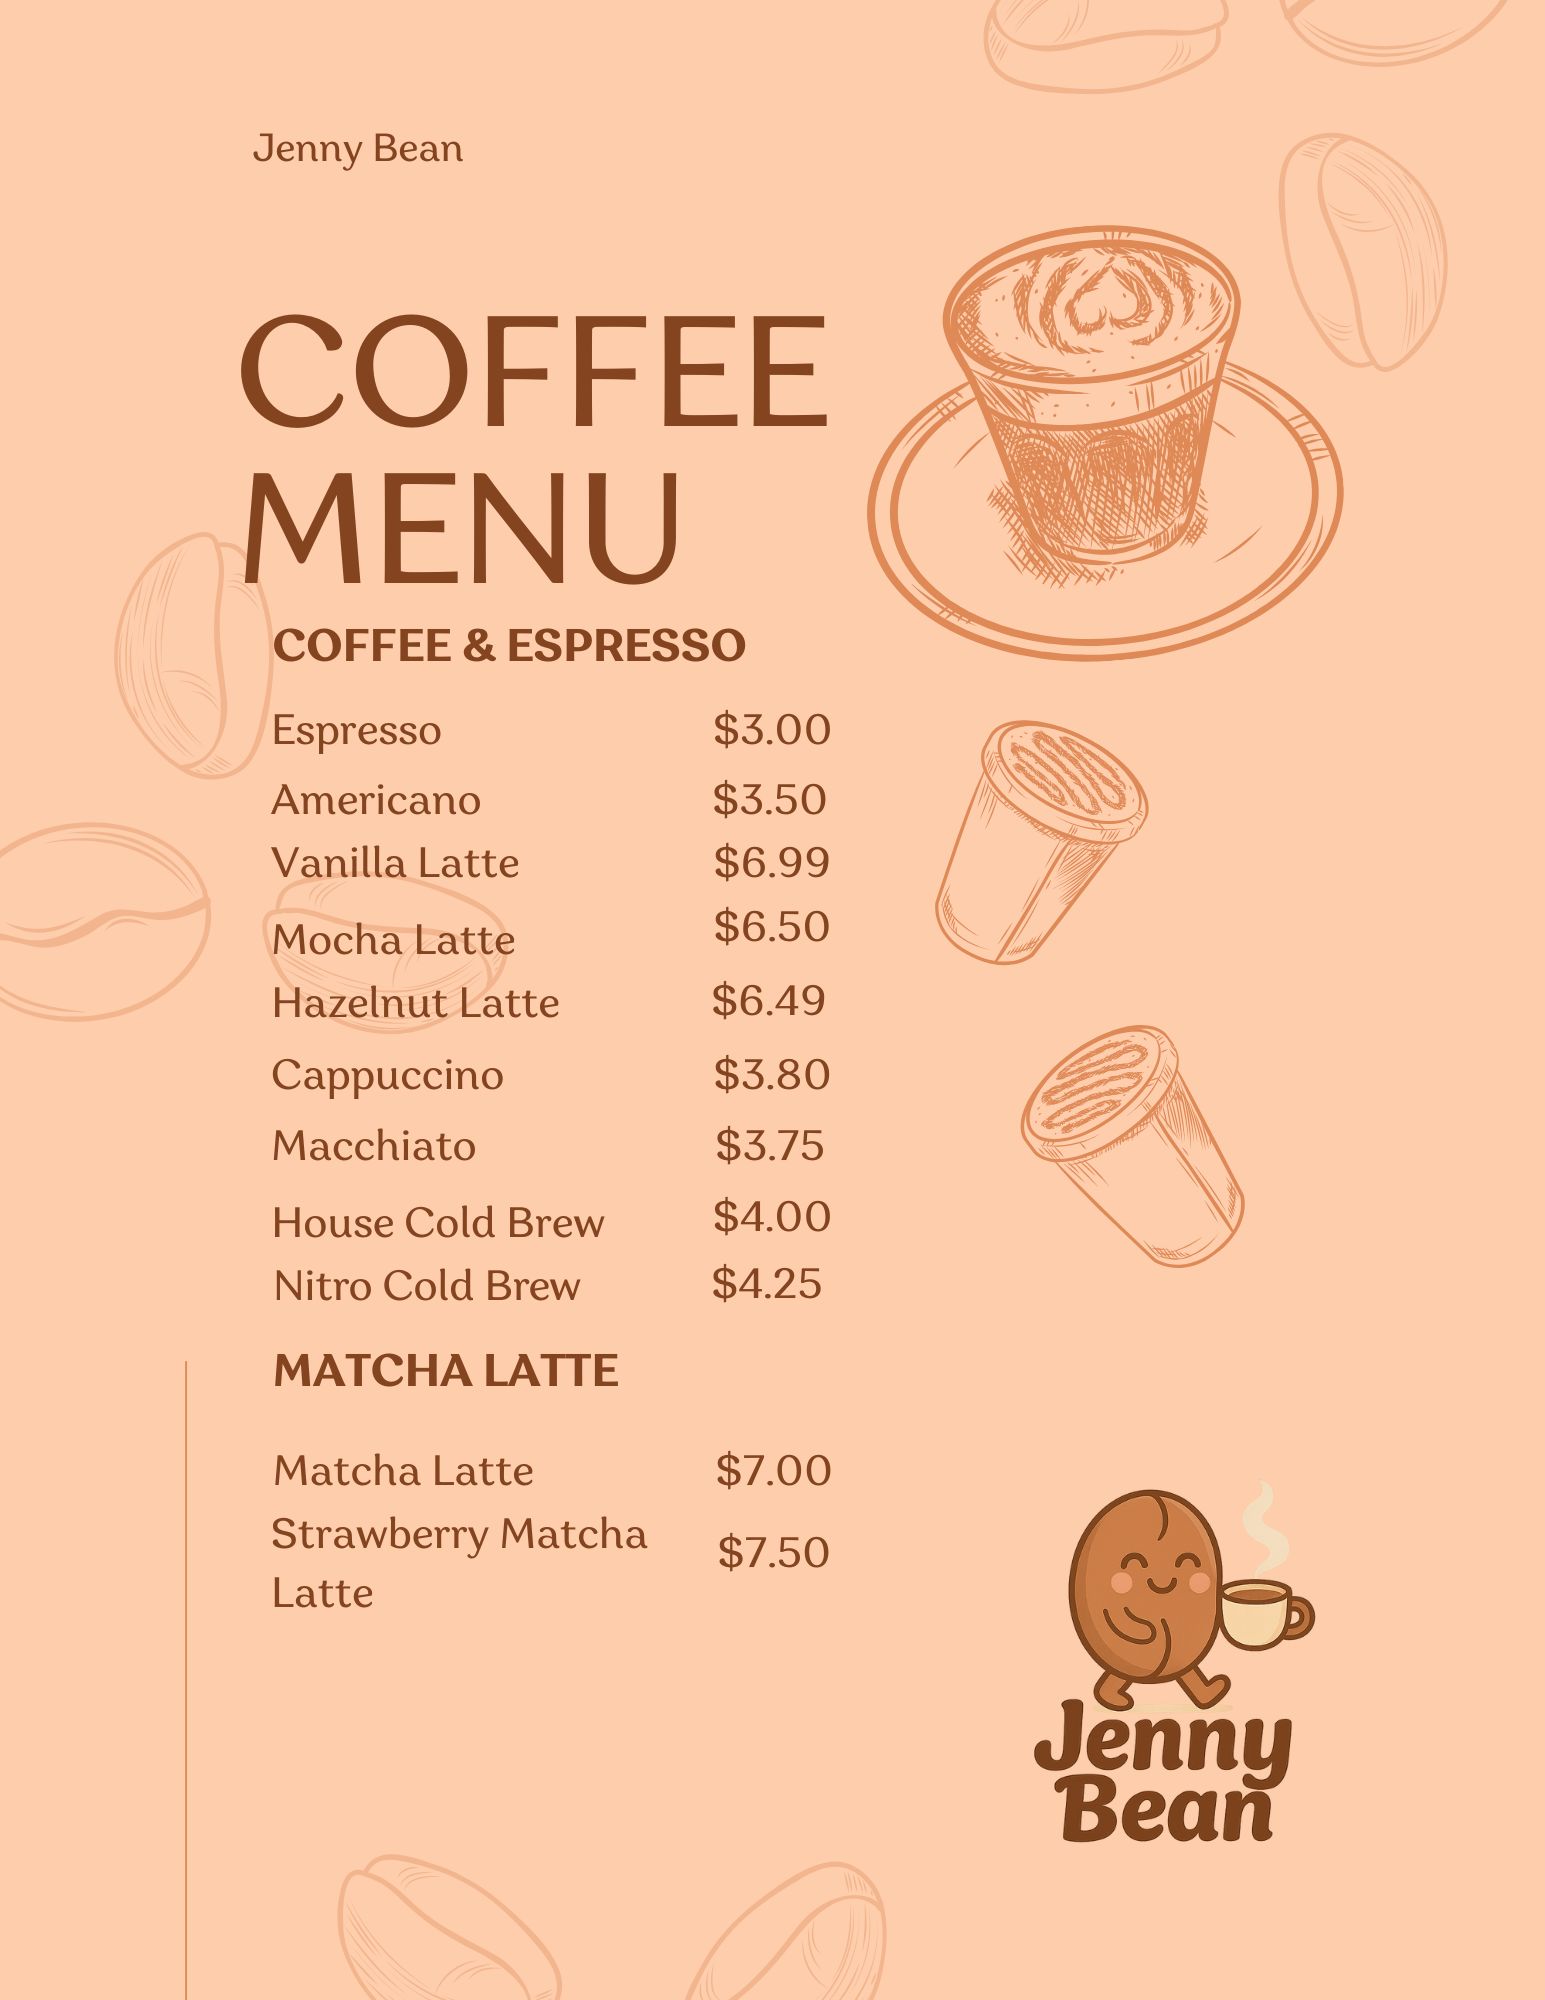 Jenny Bean
COFFEE
MENU
COFFEE & ESPRESSO
Espresso $3.00
Americano $3.50
Vanilla Latte $6.99
Mocha Latte $6.50
Hazelnut Latte $6.49
Cappuccino $3.80
Macchiato $3.75
House Cold Brew $4.00
Nitro Cold Brew $4.25
MATCHA LATTE
Matcha Latte $7.00
Strawberry Matcha $7.50
Latte
Jenny
Bean